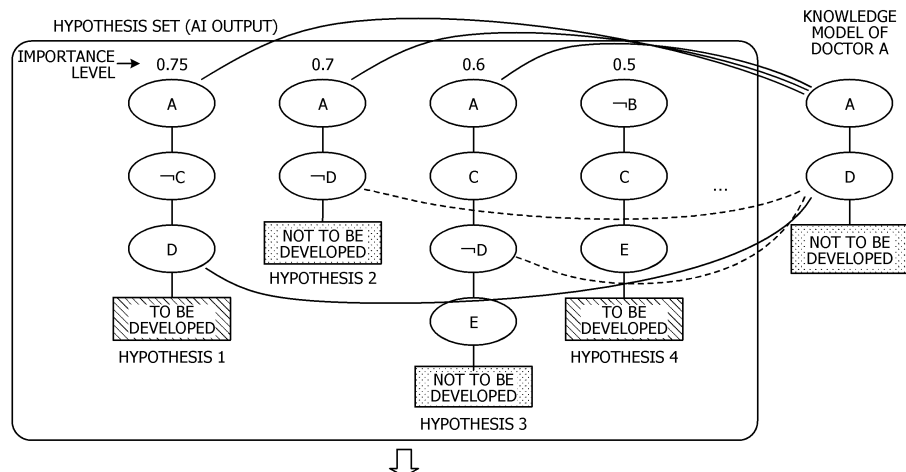 HYPOTHESIS SET (AI OUTPUT)
KNOWLEDGE
MODEL OF
DOCTOR A
IMPORTANCE
LEVEL
0.75
0.7
0.6
0.5
A
A
A
¬B
A
¬C
¬D
C
C
...
D
NOT TO BE
DEVELOPED
HYPOTHESIS 2
D
¬D
E
NOT TO BE
DEVELOPED
TO BE
DEVELOPED
HYPOTHESIS 1
E
TO BE
DEVELOPED
HYPOTHESIS 4
NOT TO BE
DEVELOPED
HYPOTHESIS 3